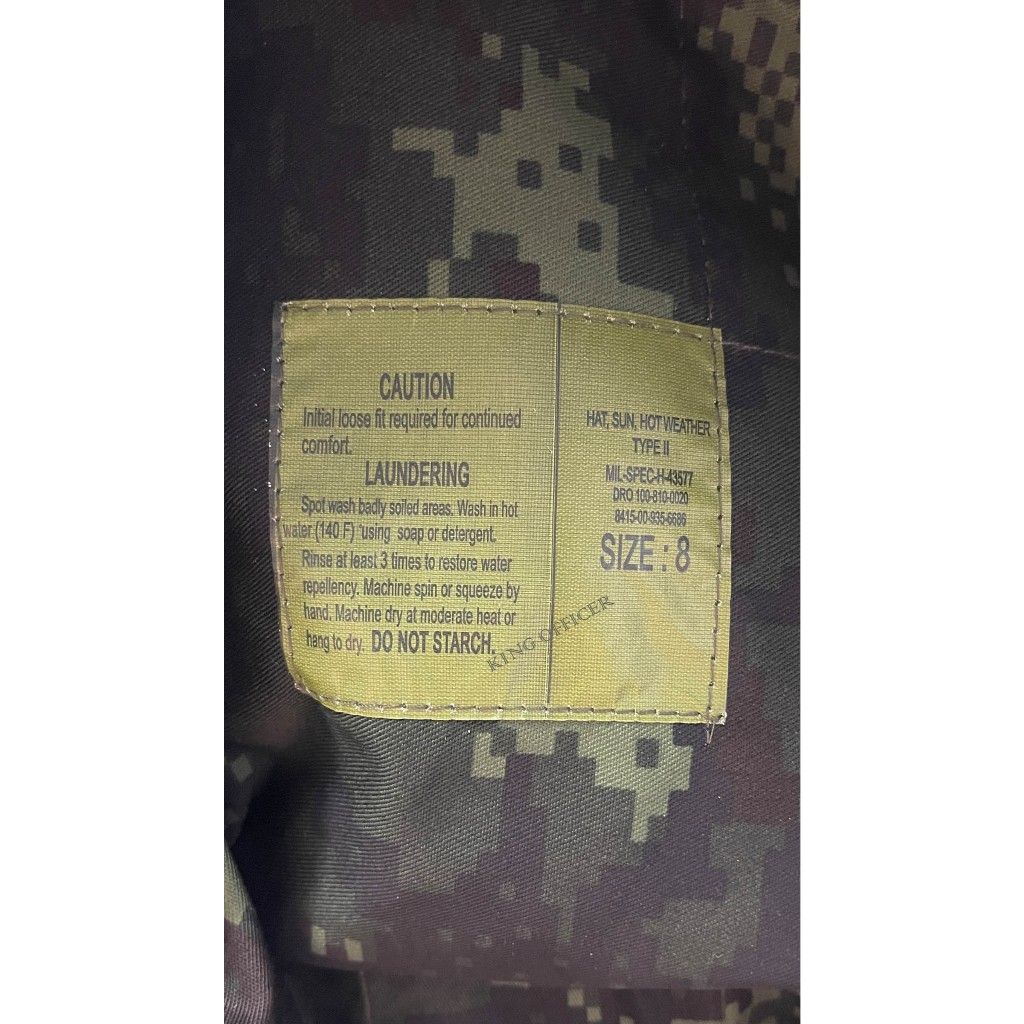 CAUTION
Initial loose fit required for continued
comfort.
LAUNDERING
Spot wash badly soiled areas. Wash in hot
water (140 F) 'using soap or detergent.
Rinse at least 3 times to restore water
repellency. Machine spin or squeeze by
hand. Machine dry at moderate heat or
hang to dry. DO NOT STARCH.
HAT, SUN, HOT WEATHER
TYPE II
MIL-SPEC-H-43577
DRO 100-810-0020
8415-00-935-6686
SIZE : 8
KING OFFICER